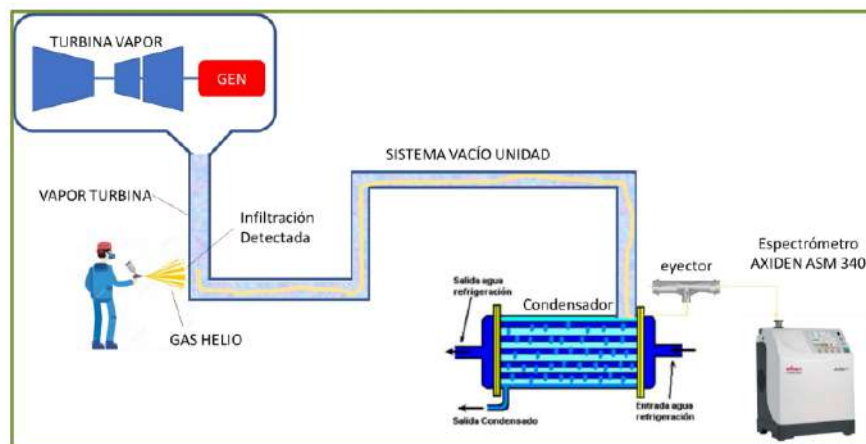 TURBINA VAPOR
GEN
SISTEMA VACÍO UNIDAD
VAPOR TURBINA
Infiltración
Detectada
GAS HELIO
Espectrómetro
AXIDEN ASM 340
eyector
Salida agua
refrigeración
Condensador
Entrada agua
refrigeración
Salida Condensado